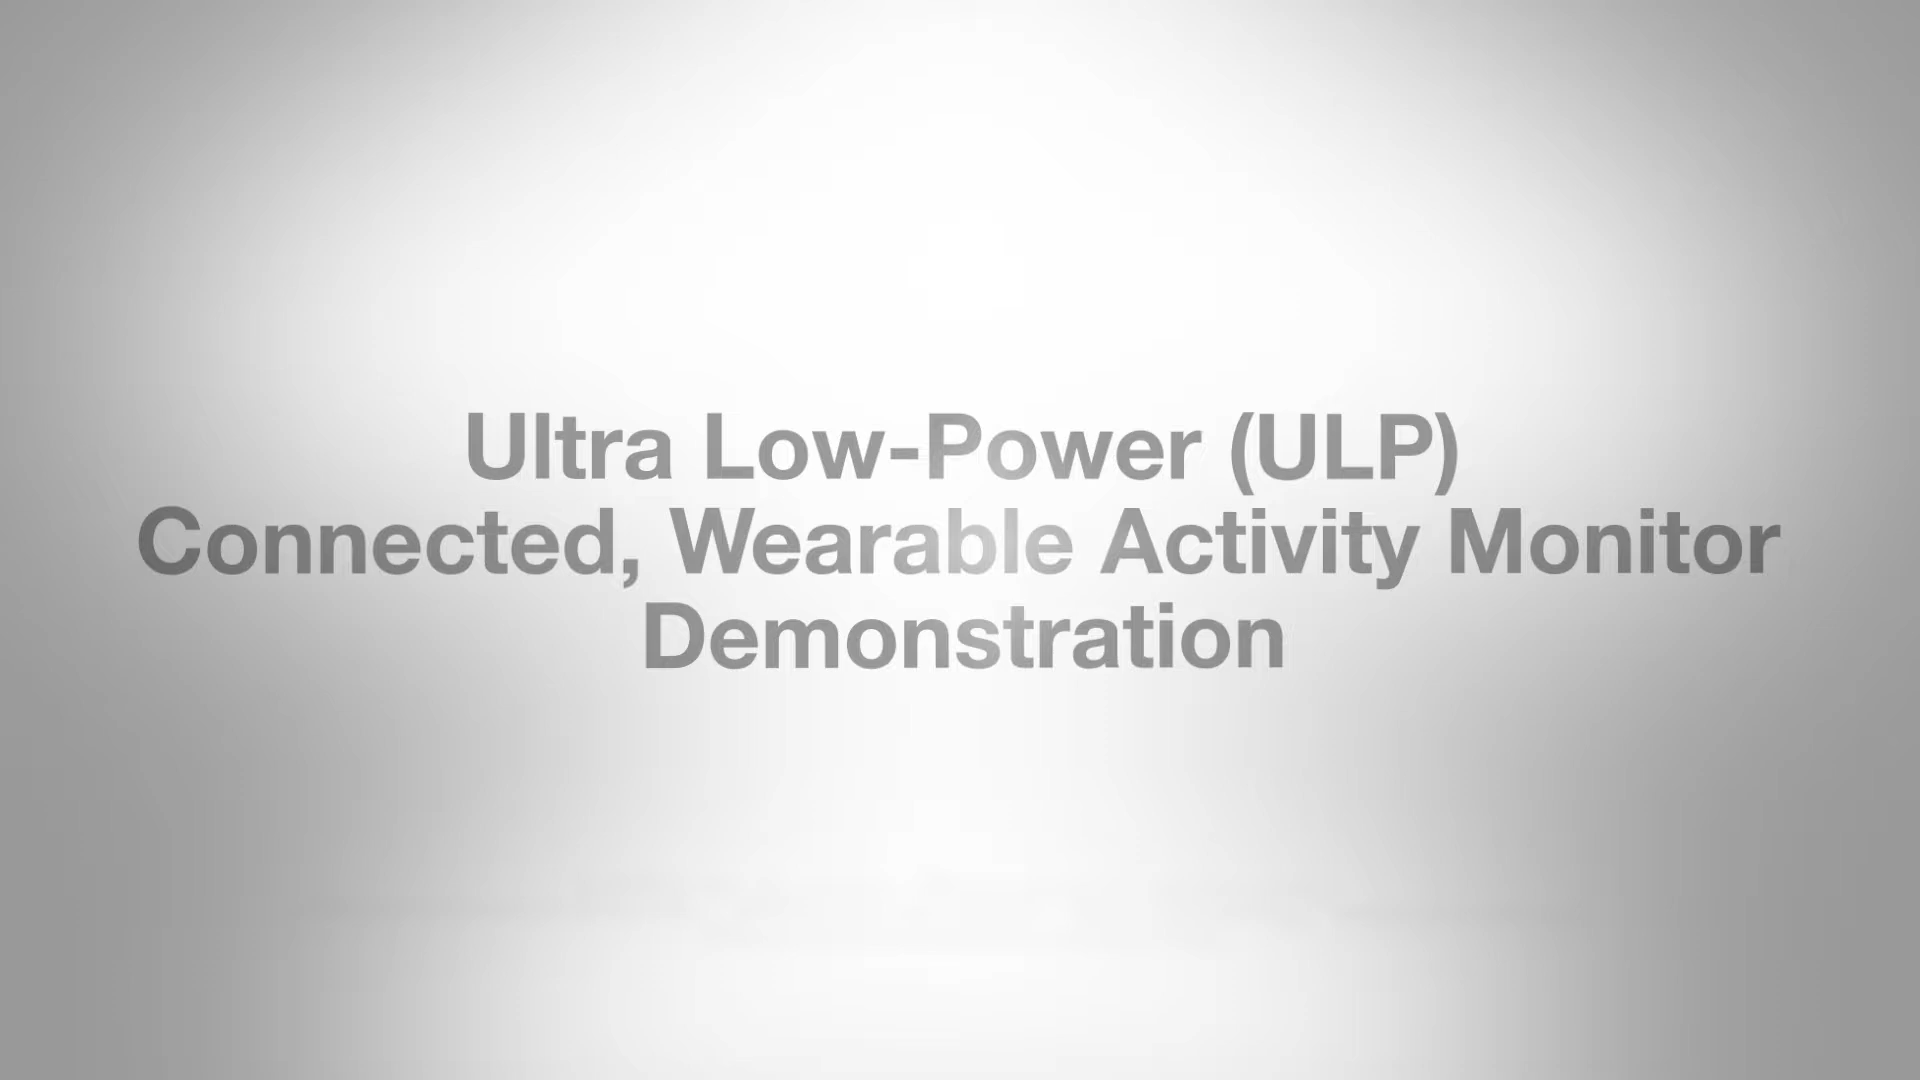 Ultra Low-Power (ULP)
Connected, Wearable Activity Monitor
Demonstration